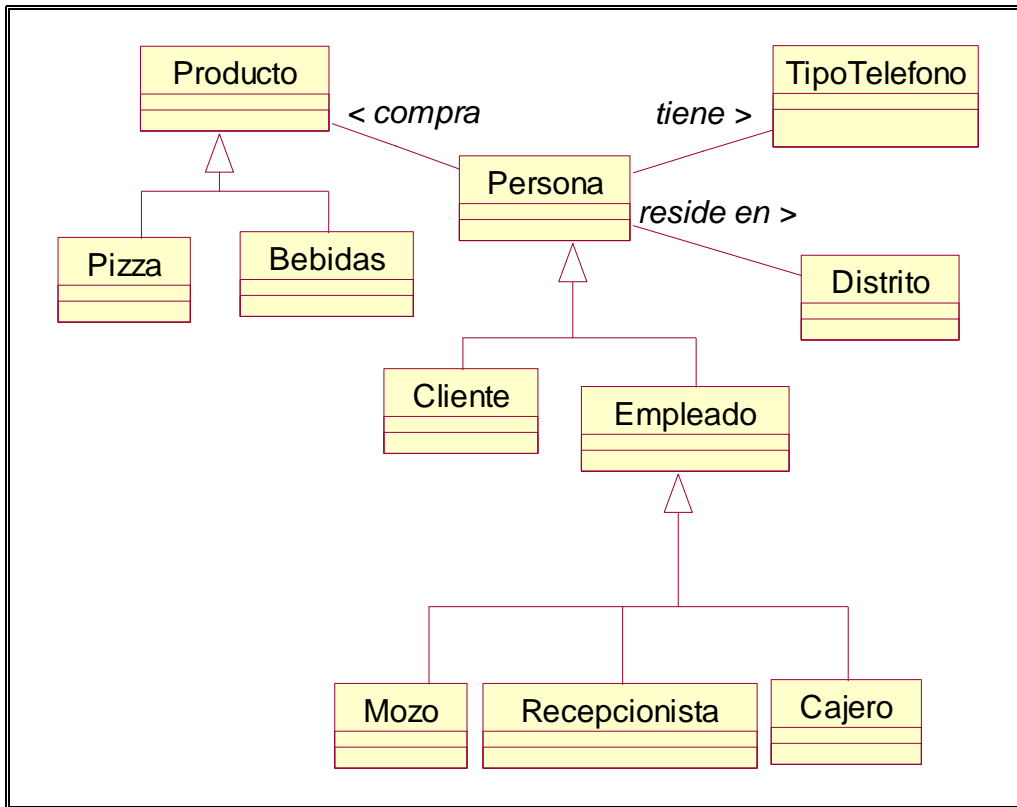 Producto
TipoTelefono
< compra
tiene >
Persona
reside en >
Pizza
Bebidas
Distrito
Cliente
Empleado
Mozo
Recepcionista
Cajero